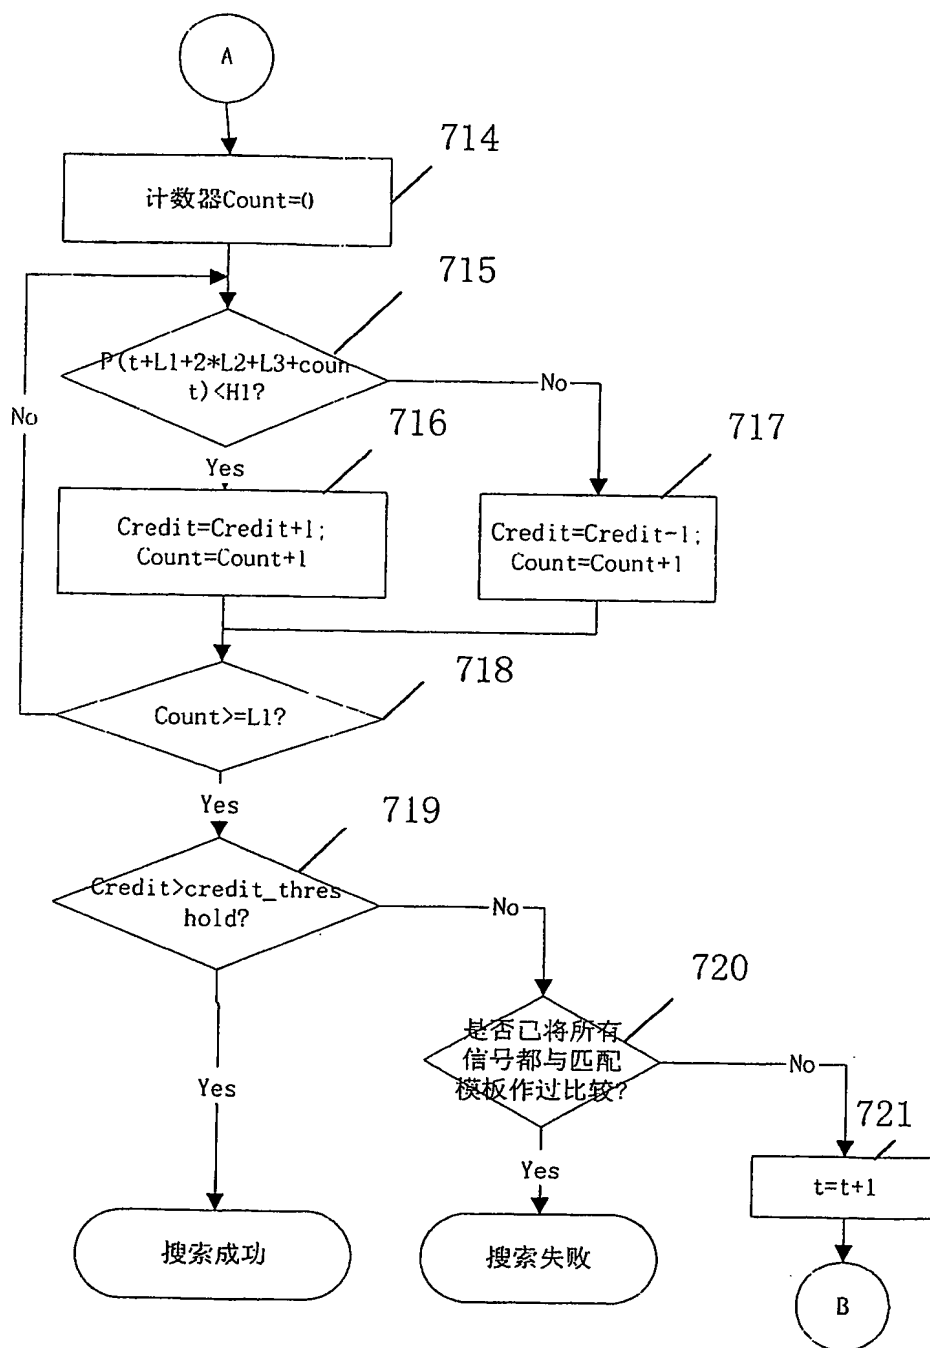 A
714
计数器Count=0
715
P(t+L1+2*L2+L3+coun
t)<H1?
No
No
716
717
Yes
Credit=Credit+1;
Count=Count+1
Credit=Credit-1;
Count=Count+1
718
Count>=L1?
Yes
719
Credit>credit_thres
hold?
No
720
是否已将所有
信号都与匹配
模板作过比较?
No
Yes
721
Yes
t=t+1
搜索成功
搜索失败
B